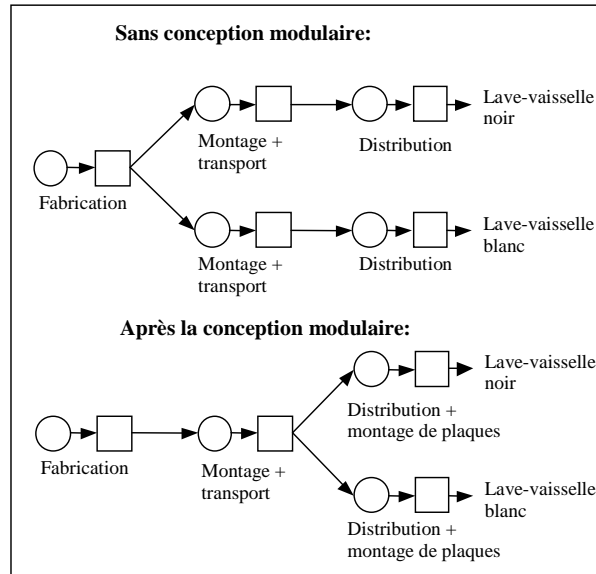 Sans conception modulaire:
Lave-vaisselle
noir
Montage +
transport
Distribution
Fabrication
Lave-vaisselle
blanc
Montage +
transport
Distribution
Après la conception modulaire:
Lave-vaisselle
noir
Distribution +
montage de plaques
Fabrication
Montage +
transport
Lave-vaisselle
blanc
Distribution +
montage de plaques